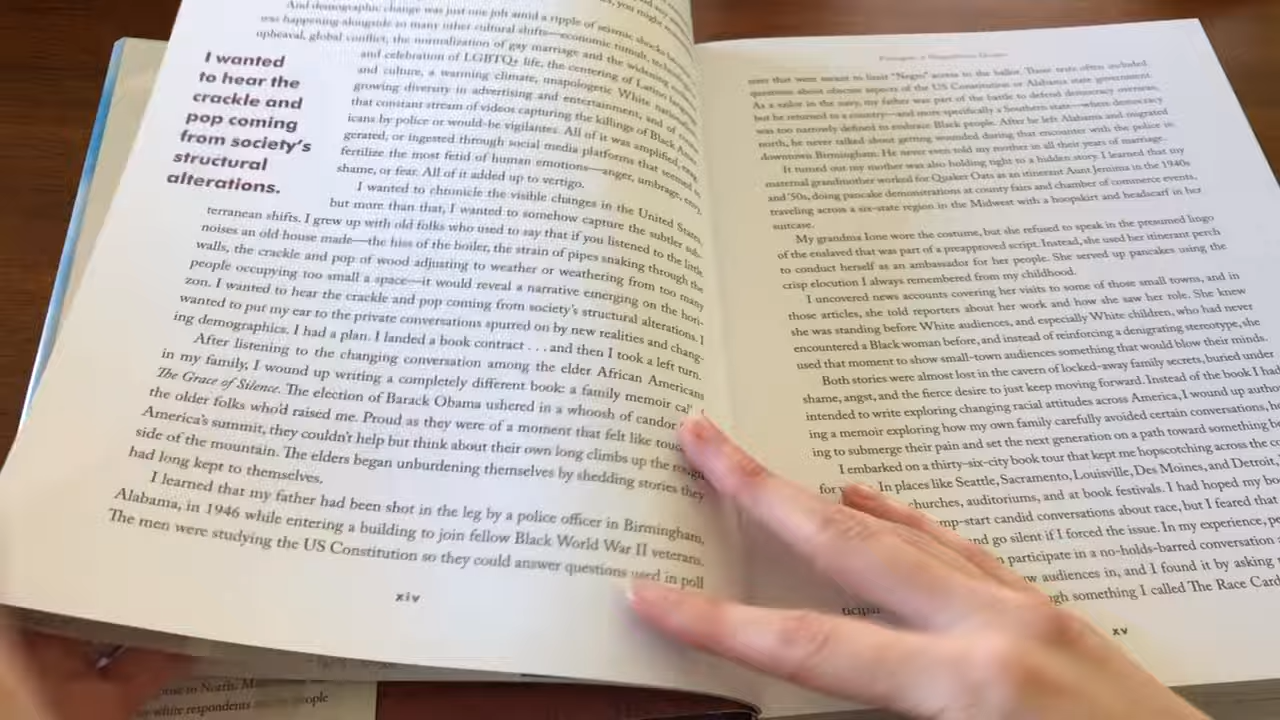 And demographic change was just one jolt amid a ripple of seismic shocks
was happening alongside so many other cultural shifts—economic tumult,
upheaval, global conflict, the normalization of gay marriage and the widening
and celebration of LGBTQ+ life, the centering of Latino
and culture, a warming climate, unapologetic White
growing diversity in advertising and entertainment, and of
that constant stream of videos capturing the killings of Black
icans by police or would-be vigilantes. All of it was amplified,
gerated, or ingested through social media platforms that seemed
fertilize the most fetid of human emotions—anger, umbrage,
shame, or fear. All of it added up to vertigo.
I wanted
to hear the
crackle and
pop coming
from society's
structural
alterations.
I wanted to chronicle the visible changes in the United States,
but more than that, I wanted to somehow capture the subtler sub-
terranean shifts. I grew up with old folks who used to say that if you listened to the little
noises an old house made—the hiss of the boiler, the strain of pipes snaking through the
walls, the crackle and pop of wood adjusting to weather or weathering from too many
people occupying too small a space—it would reveal a narrative emerging on the hori-
zon. I wanted to hear the crackle and pop coming from society's structural alterations. I
wanted to put my ear to the private conversations spurred on by new realities and chang-
ing demographics. I had a plan. I landed a book contract . . . and then I took a left turn.
After listening to the changing conversation among the elder African Americans
in my family, I wound up writing a completely different book: a family memoir
The Grace of Silence. The election of Barack Obama ushered in a whoosh of candor
the older folks who'd raised me. Proud as they were of a moment that felt like
America's summit, they couldn't help but think about their own long climbs up the rough
side of the mountain. The elders began unburdening themselves by shedding stories they
had long kept to themselves.
I learned that my father had been shot in the leg by a police officer in Birmingham,
Alabama, in 1946 while entering a building to join fellow Black World War II veterans.
The men were studying the US Constitution so they could answer questions used in poll
xiv
tests that were meant to limit "Negro" access to the ballot. These tests often included
questions about obscure aspects of the US Constitution or Alabama state government.
As a sailor in the navy, my father was part of the battle to defend democracy overseas.
but he returned to a country—and more specifically a Southern state—where democracy
was too narrowly defined to embrace Black people. After he left Alabama and migrated
north, he never talked about getting wounded during that encounter with the police in
downtown Birmingham. He never even told my mother in all their years of marriage.
It turned out my mother was also holding tight to a hidden story. I learned that my
maternal grandmother worked for Quaker Oats as an itinerant Aunt Jemima in the 1940s
and '50s, doing pancake demonstrations at county fairs and chamber of commerce events,
traveling across a six-state region in the Midwest with a hoopskirt and headscarf in her
suitcase.
My grandma Ione wore the costume, but she refused to speak in the presumed lingo
of the enslaved that was part of a preapproved script. Instead, she used her itinerant perch
to conduct herself as an ambassador for her people. She served up pancakes using the
crisp elocution I always remembered from my childhood.
I uncovered news accounts covering her visits to some of those small towns, and in
those articles, she told reporters about her work and how she saw her role. She knew
she was standing before White audiences, and especially White children, who had never
encountered a Black woman before, and instead of reinforcing a denigrating stereotype, she
used that moment to show small-town audiences something that would blow their minds.
Both stories were almost lost in the cavern of locked-away family secrets, buried under
shame, angst, and the fierce desire to just keep moving forward. Instead of the book I had
intended to write exploring changing racial attitudes across America, I wound up
ing a memoir exploring how my own family carefully avoided certain conversations,
ing to submerge their pain and set the next generation on a path toward something
I embarked on a thirty-six-city book tour that kept me hopscotching across the
for In places like Seattle, Sacramento, Louisville, Des Moines, and Detroit,
churches, auditoriums, and at book festivals. I had hoped my
candid conversations about race, but I feared that
and go silent if I forced the issue. In my experience,
participate in a no-holds-barred conversation
audiences in, and I found it by asking
something I called The Race Card
xv
to North.
white respondents